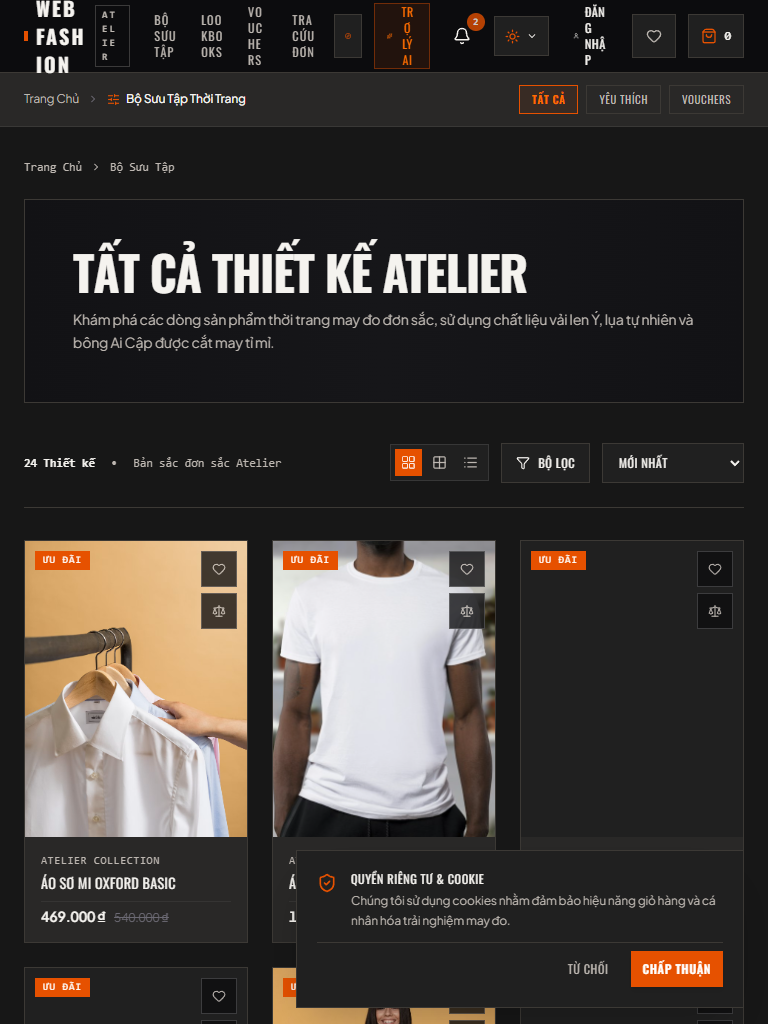 WEB
FASH
ION
AT
EL
IE
R
BỘ
SƯU
TẬP
LOO
KBO
OKS
VO
UC
HE
RS
TRA
CỨU
ĐƠN
TR
Ợ
LÝ
AI
2
ĐĂN
G
NHẬ
P
0
Trang Chủ
Bộ Sưu Tập Thời Trang
TẤT CẢ
YÊU THÍCH
VOUCHERS
Trang Chủ
Bộ Sưu Tập
TẤT CẢ THIẾT KẾ ATELIER
Khám phá các dòng sản phẩm thời trang may đo đơn sắc, sử dụng chất liệu vải len Ý, lụa tự nhiên và
bông Ai Cập được cắt may tỉ mỉ.
24 Thiết kế • Bản sắc đơn sắc Atelier
BỘ LỌC
MỚI NHẤT
ƯU ĐÃI
ƯU ĐÃI
ƯU ĐÃI
ATELIER COLLECTION
ÁO SƠ MI OXFORD BASIC
469.000₫ 540.000₫
A
Á
1
QUYỀN RIÊNG TƯ & COOKIE
Chúng tôi sử dụng cookies nhằm đảm bảo hiệu năng giỏ hàng và cá
nhân hóa trải nghiệm may đo.
TỪ CHỐI
CHẤP THUẬN
ƯU ĐÃI